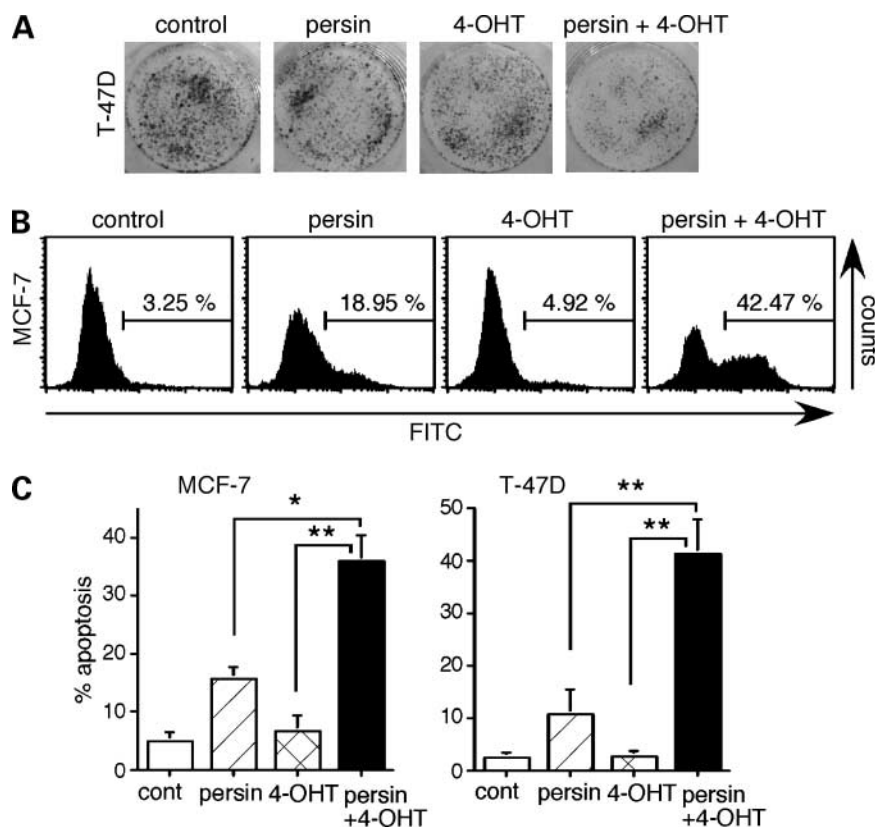 A
control persin 4-OHT persin + 4-OHT
T-47D
B
control persin 4-OHT persin + 4-OHT
MCF-7
3.25 % 18.95 % 4.92 % 42.47 %
counts
FITC
C
MCF-7 T-47D
% apoptosis
* **
** **
40
30
20
10
0
50
40
30
20
10
0
cont persin 4-OHT persin
+4-OHT
cont persin 4-OHT persin
+4-OHT